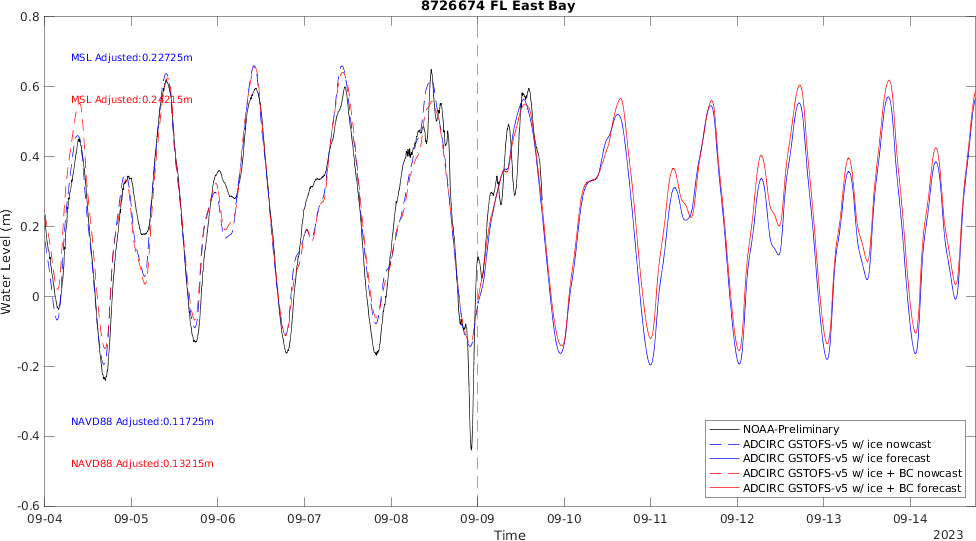 8726674 FL East Bay
0.8
0.6
0.4
0.2
0
-0.2
-0.4
-0.6
Water Level (m)
MSL Adjusted:0.22725m
MSL Adjusted:0.24215m
NAVD88 Adjusted:0.11725m
NAVD88 Adjusted:0.13215m
NOAA-Preliminary
ADCIRC GSTOFS-v5 w/ ice nowcast
ADCIRC GSTOFS-v5 w/ ice forecast
ADCIRC GSTOFS-v5 w/ ice + BC nowcast
ADCIRC GSTOFS-v5 w/ ice + BC forecast
09-04 09-05 09-06 09-07 09-08 09-09 09-10 09-11 09-12 09-13 09-14
Time
2023